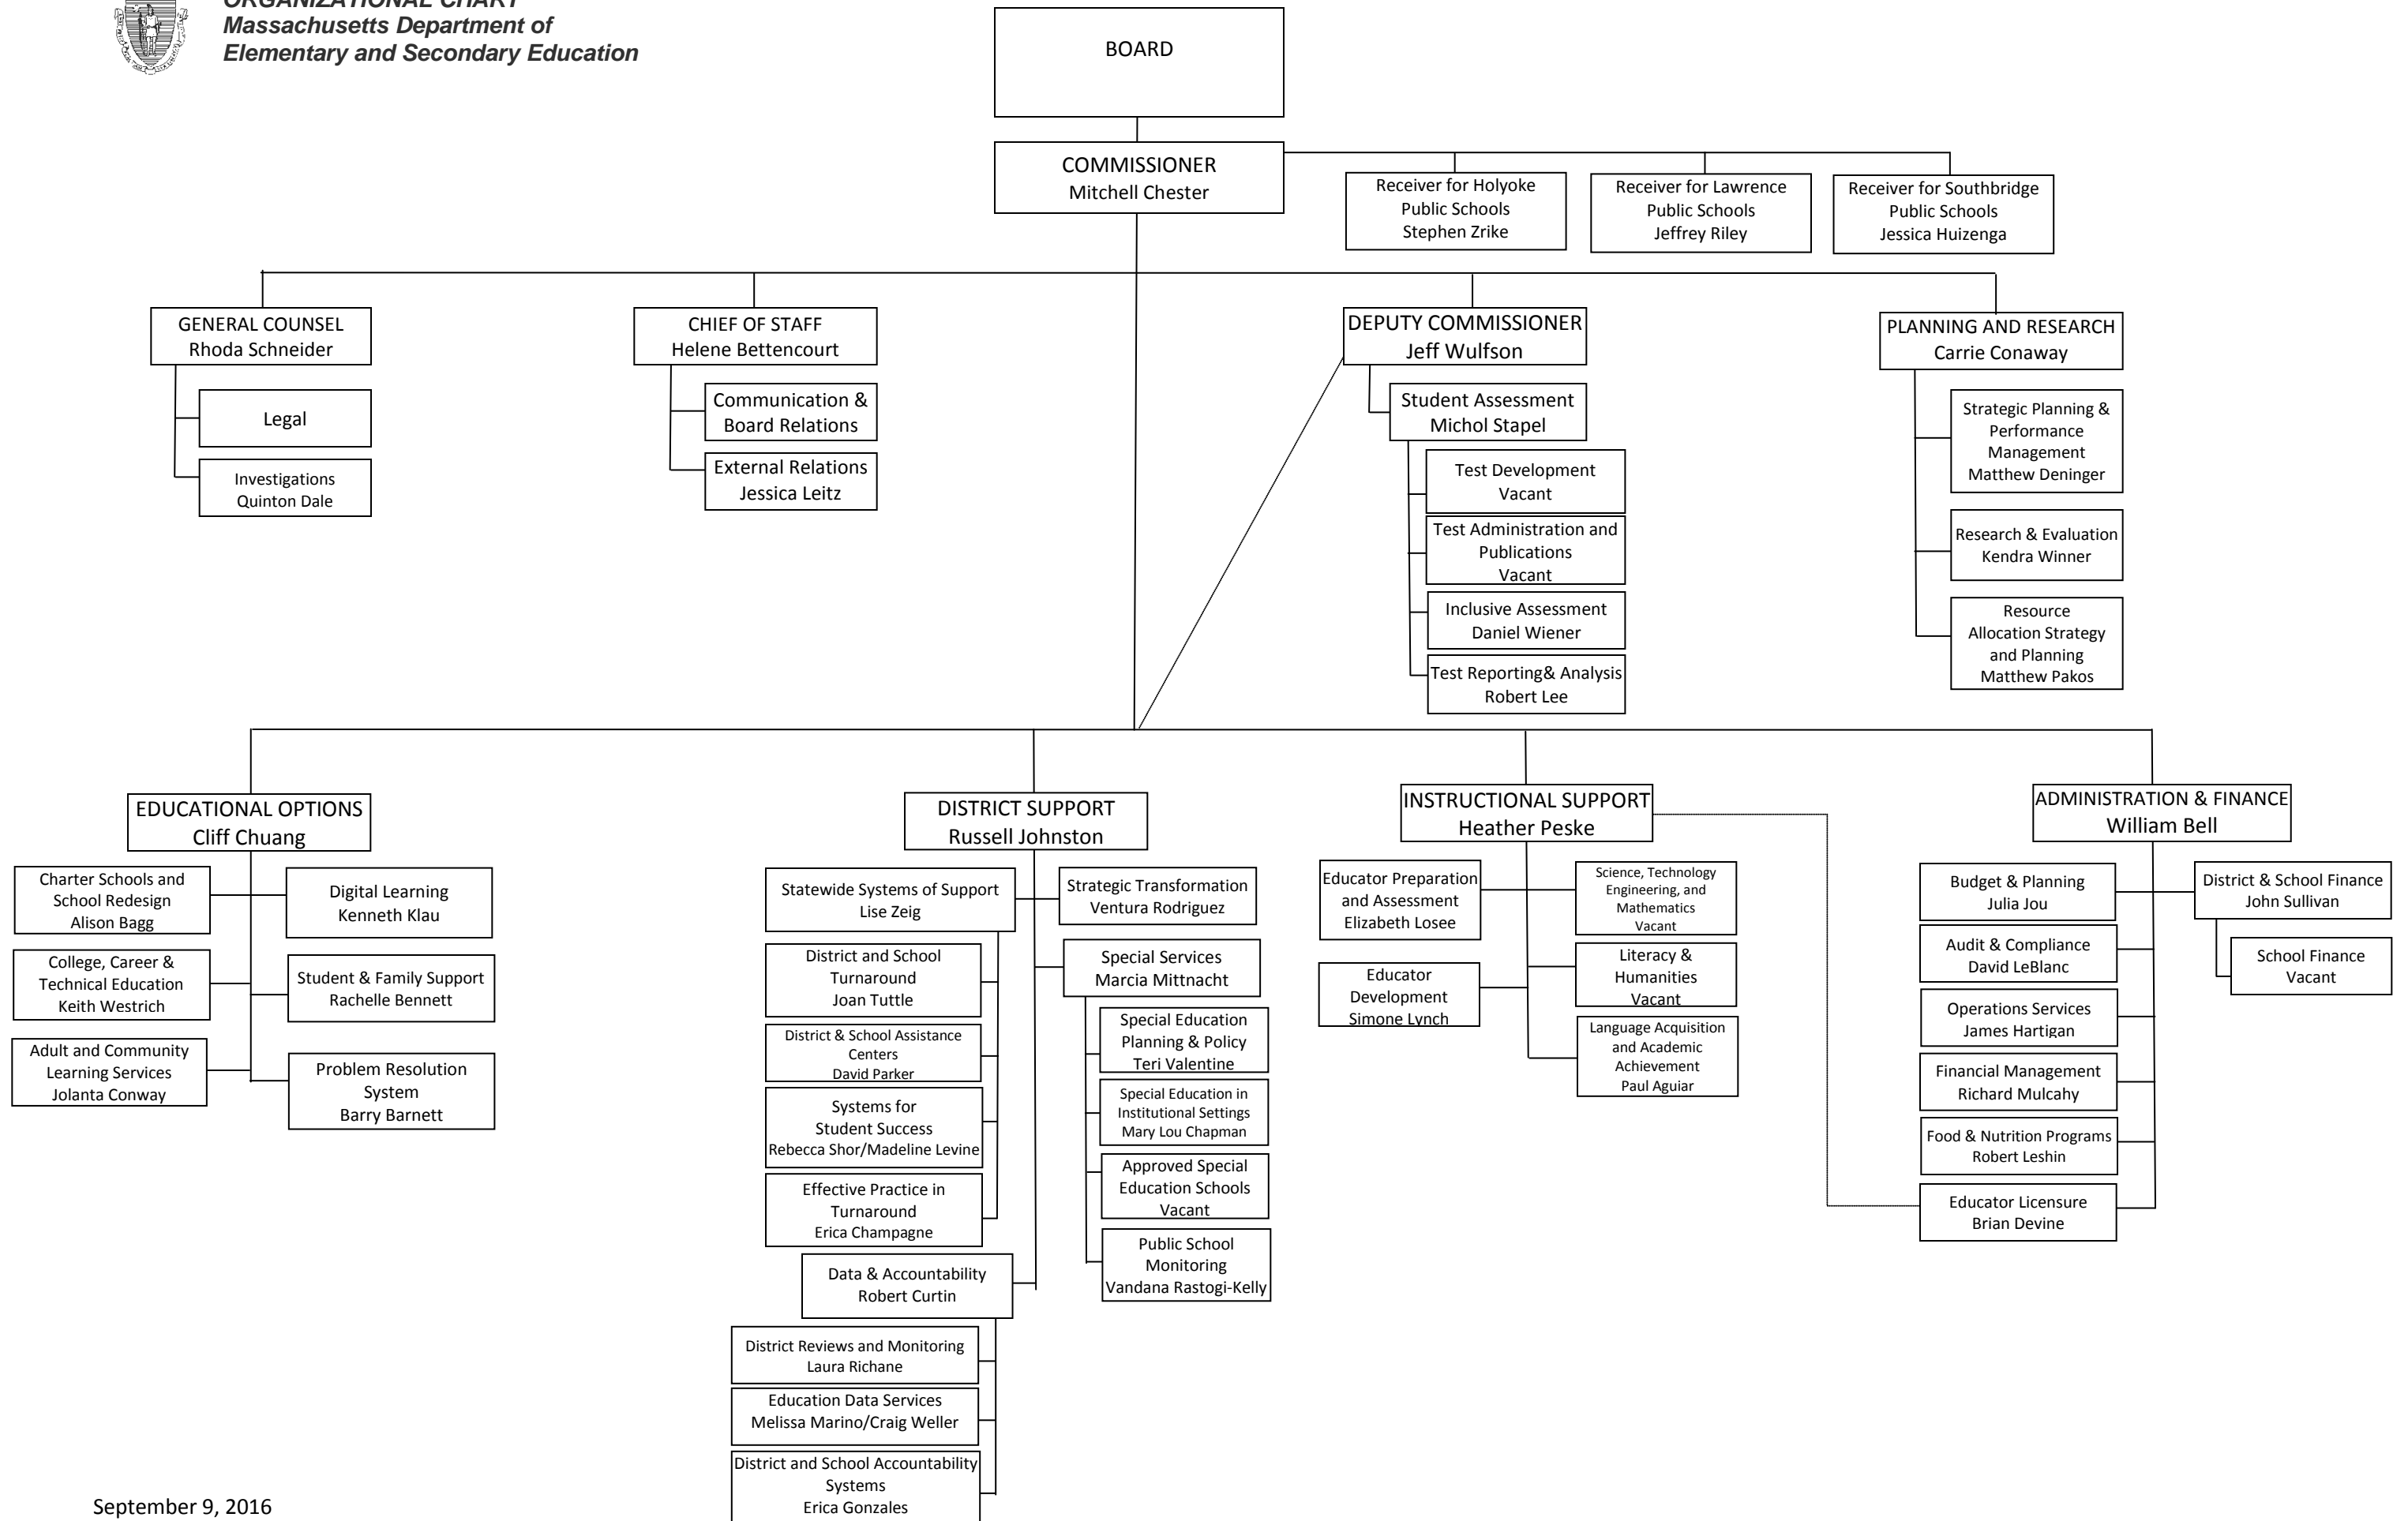 ORGANIZATIONAL CHART
Massachusetts Department of
Elementary and Secondary Education
BOARD
COMMISSIONER
Mitchell Chester
Receiver for Holyoke
Public Schools
Stephen Zrike
Receiver for Lawrence
Public Schools
Jeffrey Riley
Receiver for Southbridge
Public Schools
Jessica Huizenga
GENERAL COUNSEL
Rhoda Schneider
Legal
Investigations
Quinton Dale
CHIEF OF STAFF
Helene Bettencourt
Communication &
Board Relations
External Relations
Jessica Leitz
DEPUTY COMMISSIONER
Jeff Wulfson
Student Assessment
Michol Stapel
Test Development
Vacant
Test Administration and
Publications
Vacant
Inclusive Assessment
Daniel Wiener
Test Reporting& Analysis
Robert Lee
PLANNING AND RESEARCH
Carrie Conaway
Strategic Planning &
Performance
Management
Matthew Deninger
Research & Evaluation
Kendra Winner
Resource
Allocation Strategy
and Planning
Matthew Pakos
EDUCATIONAL OPTIONS
Cliff Chuang
Charter Schools and
School Redesign
Alison Bagg
Digital Learning
Kenneth Klau
College, Career &
Technical Education
Keith Westrich
Student & Family Support
Rachelle Bennett
Adult and Community
Learning Services
Jolanta Conway
Problem Resolution
System
Barry Barnett
DISTRICT SUPPORT
Russell Johnston
Statewide Systems of Support
Lise Zeig
Strategic Transformation
Ventura Rodriguez
District and School
Turnaround
Joan Tuttle
District & School Assistance
Centers
David Parker
Systems for
Student Success
Rebecca Shor/Madeline Levine
Effective Practice in
Turnaround
Erica Champagne
Special Services
Marcia Mittnacht
Special Education
Planning & Policy
Teri Valentine
Special Education in
Institutional Settings
Mary Lou Chapman
Approved Special
Education Schools
Vacant
Public School
Monitoring
Vandana Rastogi-Kelly
Data & Accountability
Robert Curtin
District Reviews and Monitoring
Laura Richane
Education Data Services
Melissa Marino/Craig Weller
District and School Accountability
Systems
Erica Gonzales
INSTRUCTIONAL SUPPORT
Heather Peske
Educator Preparation
and Assessment
Elizabeth Losee
Science, Technology
Engineering, and
Mathematics
Vacant
Educator
Development
Simone Lynch
Literacy &
Humanities
Vacant
Language Acquisition
and Academic
Achievement
Paul Aguiar
ADMINISTRATION & FINANCE
William Bell
Budget & Planning
Julia Jou
District & School Finance
John Sullivan
School Finance
Vacant
Audit & Compliance
David LeBlanc
Operations Services
James Hartigan
Financial Management
Richard Mulcahy
Food & Nutrition Programs
Robert Leshin
Educator Licensure
Brian Devine
September 9, 2016